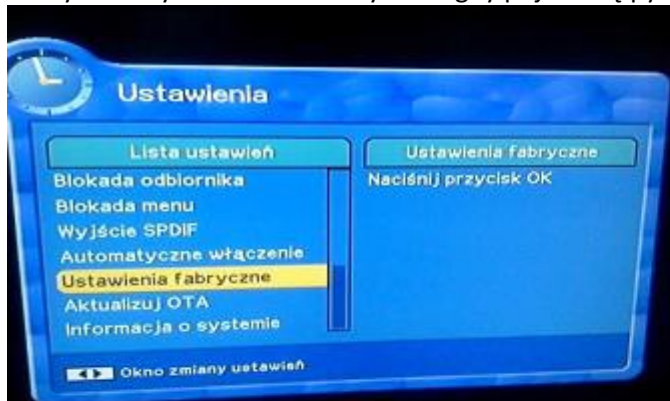 Ustawienia
Lista ustawień
Ustawienia fabryczne
Blokada odbiornika
Naciśnij przycisk OK
Blokada menu
Wyjście SPDIF
Automatyczne włączenie
Ustawienia fabryczne
Aktualizuj OTA
Informacja o systemie
Okno zmiany ustawień